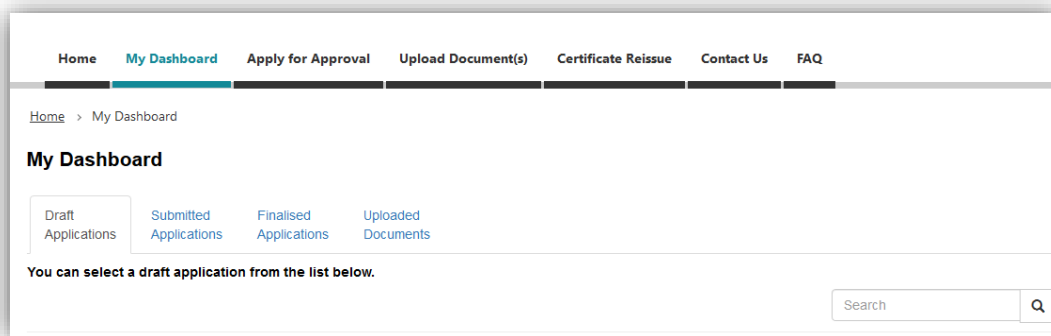 Home My Dashboard Apply for Approval Upload Document(s) Certificate Reissue Contact Us FAQ
Home > My Dashboard
My Dashboard
Draft Applications Submitted Applications Finalised Applications Uploaded Documents
You can select a draft application from the list below.
Search